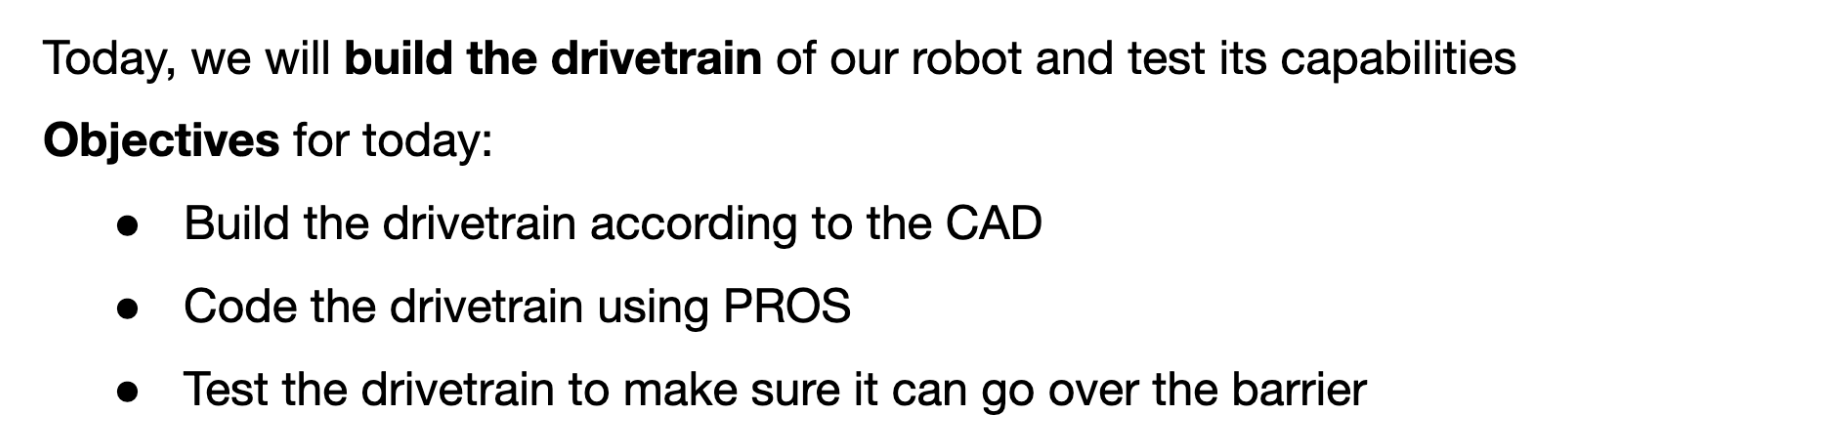 Today, we will build the drivetrain of our robot and test its capabilities
Objectives for today:
● Build the drivetrain according to the CAD
● Code the drivetrain using PROS
● Test the drivetrain to make sure it can go over the barrier